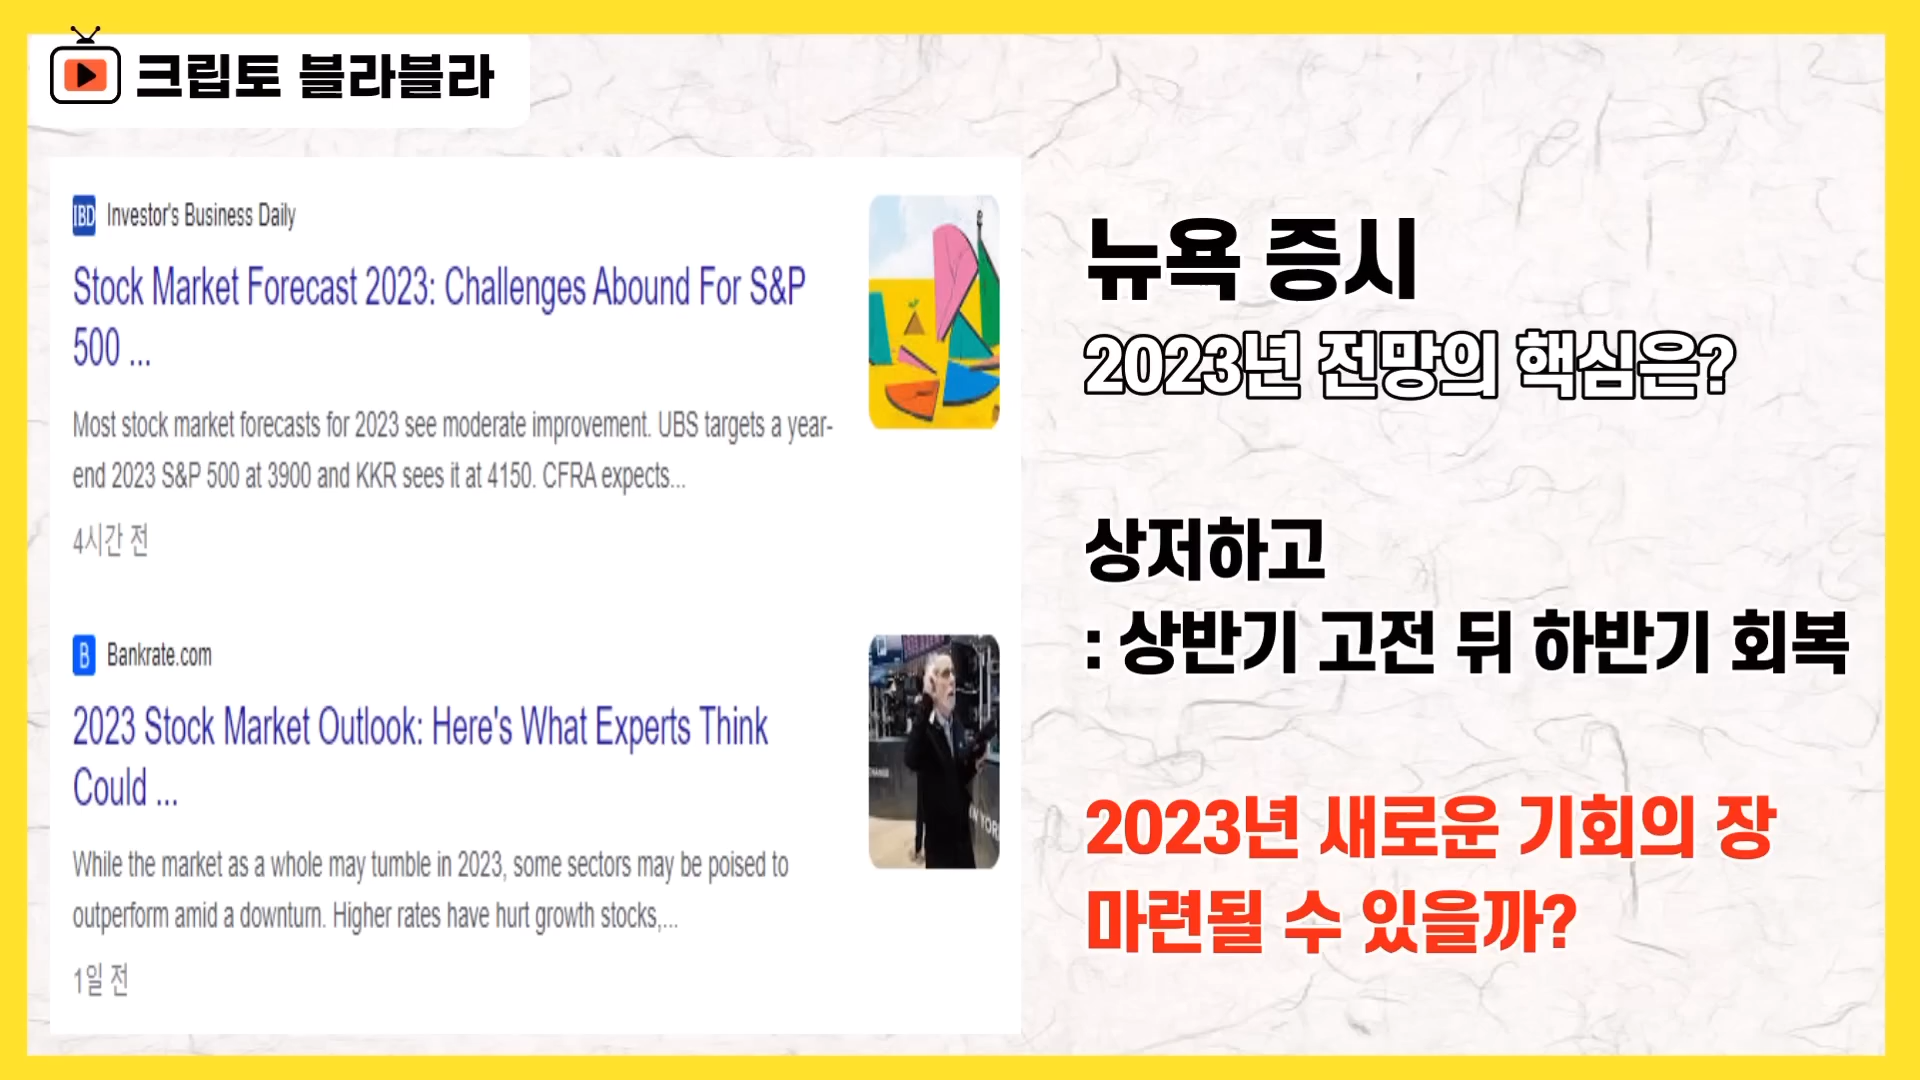 크립토 블라블라
IBD Investor's Business Daily
Stock Market Forecast 2023: Challenges Abound For S&P
500 ...
Most stock market forecasts for 2023 see moderate improvement. UBS targets a year-
end 2023 S&P 500 at 3900 and KKR sees it at 4150. CFRA expects...
4시간 전
B Bankrate.com
2023 Stock Market Outlook: Here's What Experts Think
Could ...
While the market as a whole may tumble in 2023, some sectors may be poised to
outperform amid a downturn. Higher rates have hurt growth stocks,...
1일 전
뉴욕 증시
2023년 전망의 핵심은?
상저하고
: 상반기 고전 뒤 하반기 회복
2023년 새로운 기회의 장
마련될 수 있을까?